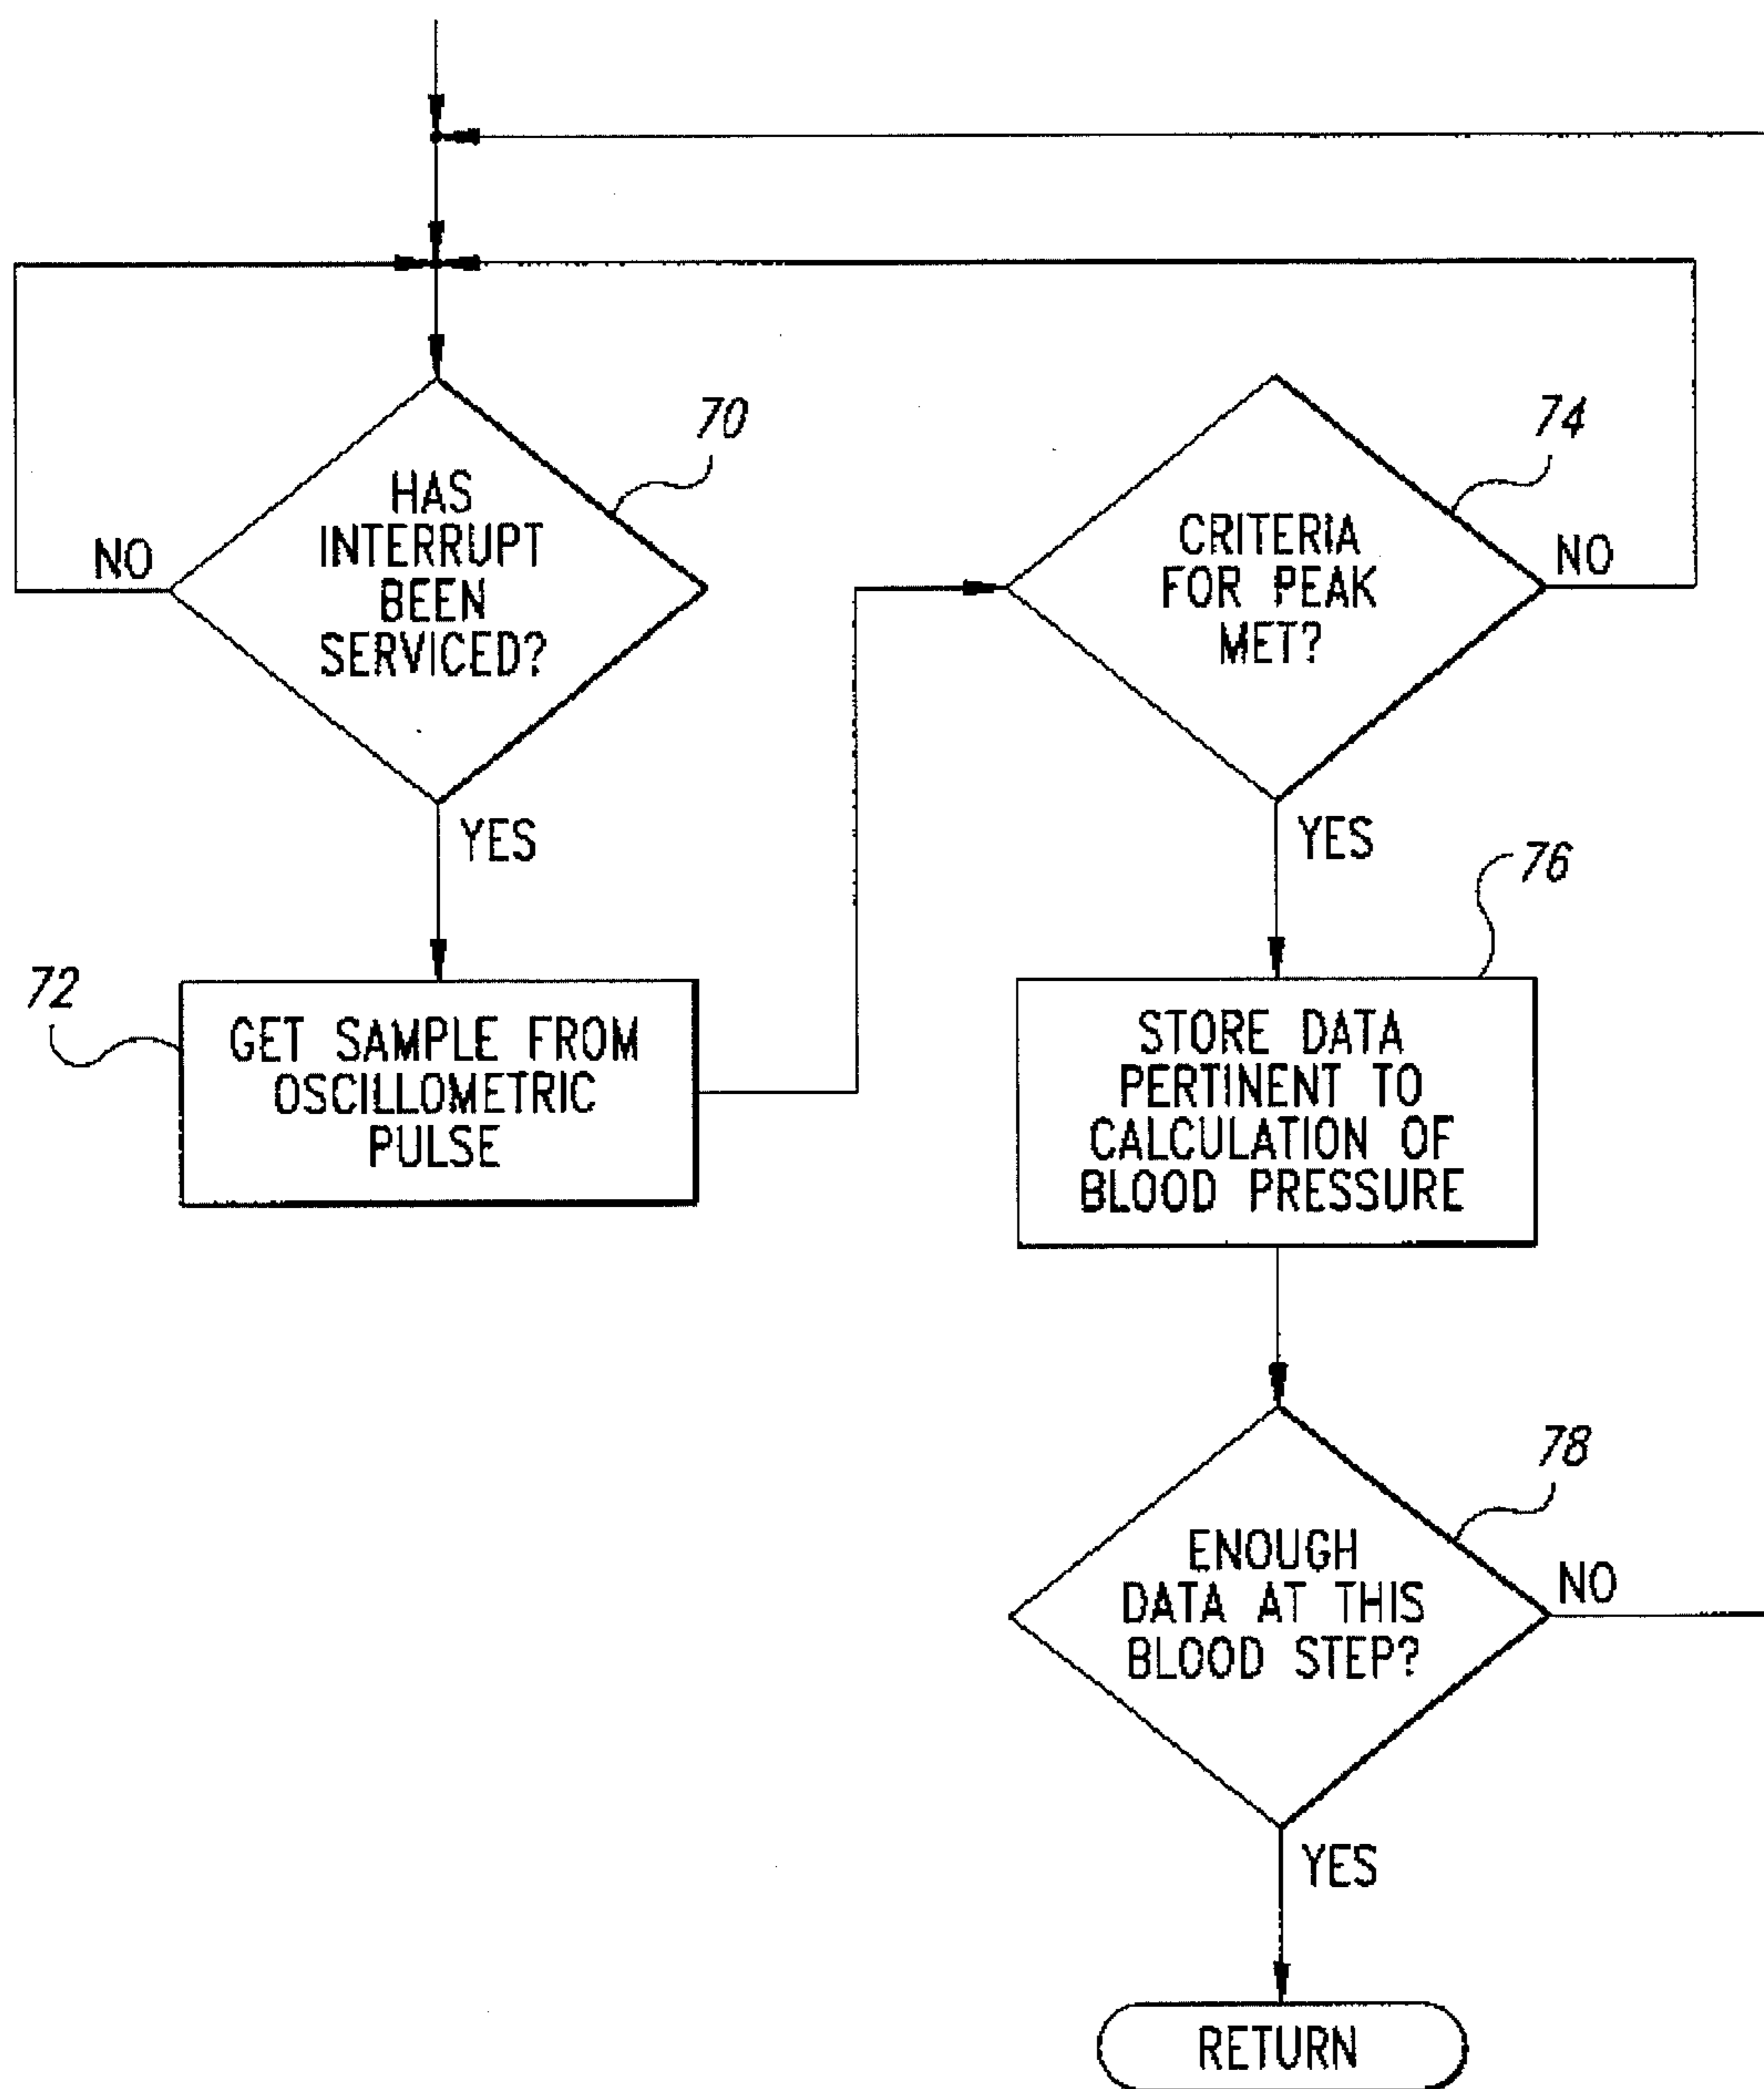 70
HAS
INTERRUPT
BEEN
SERVICED?
NO
YES
72
GET SAMPLE FROM
OSCILLOMETRIC
PULSE
74
CRITERIA
FOR PEAK
MET?
NO
YES
76
STORE DATA
PERTINENT TO
CALCULATION OF
BLOOD PRESSURE
78
ENOUGH
DATA AT THIS
BLOOD STEP?
NO
YES
RETURN